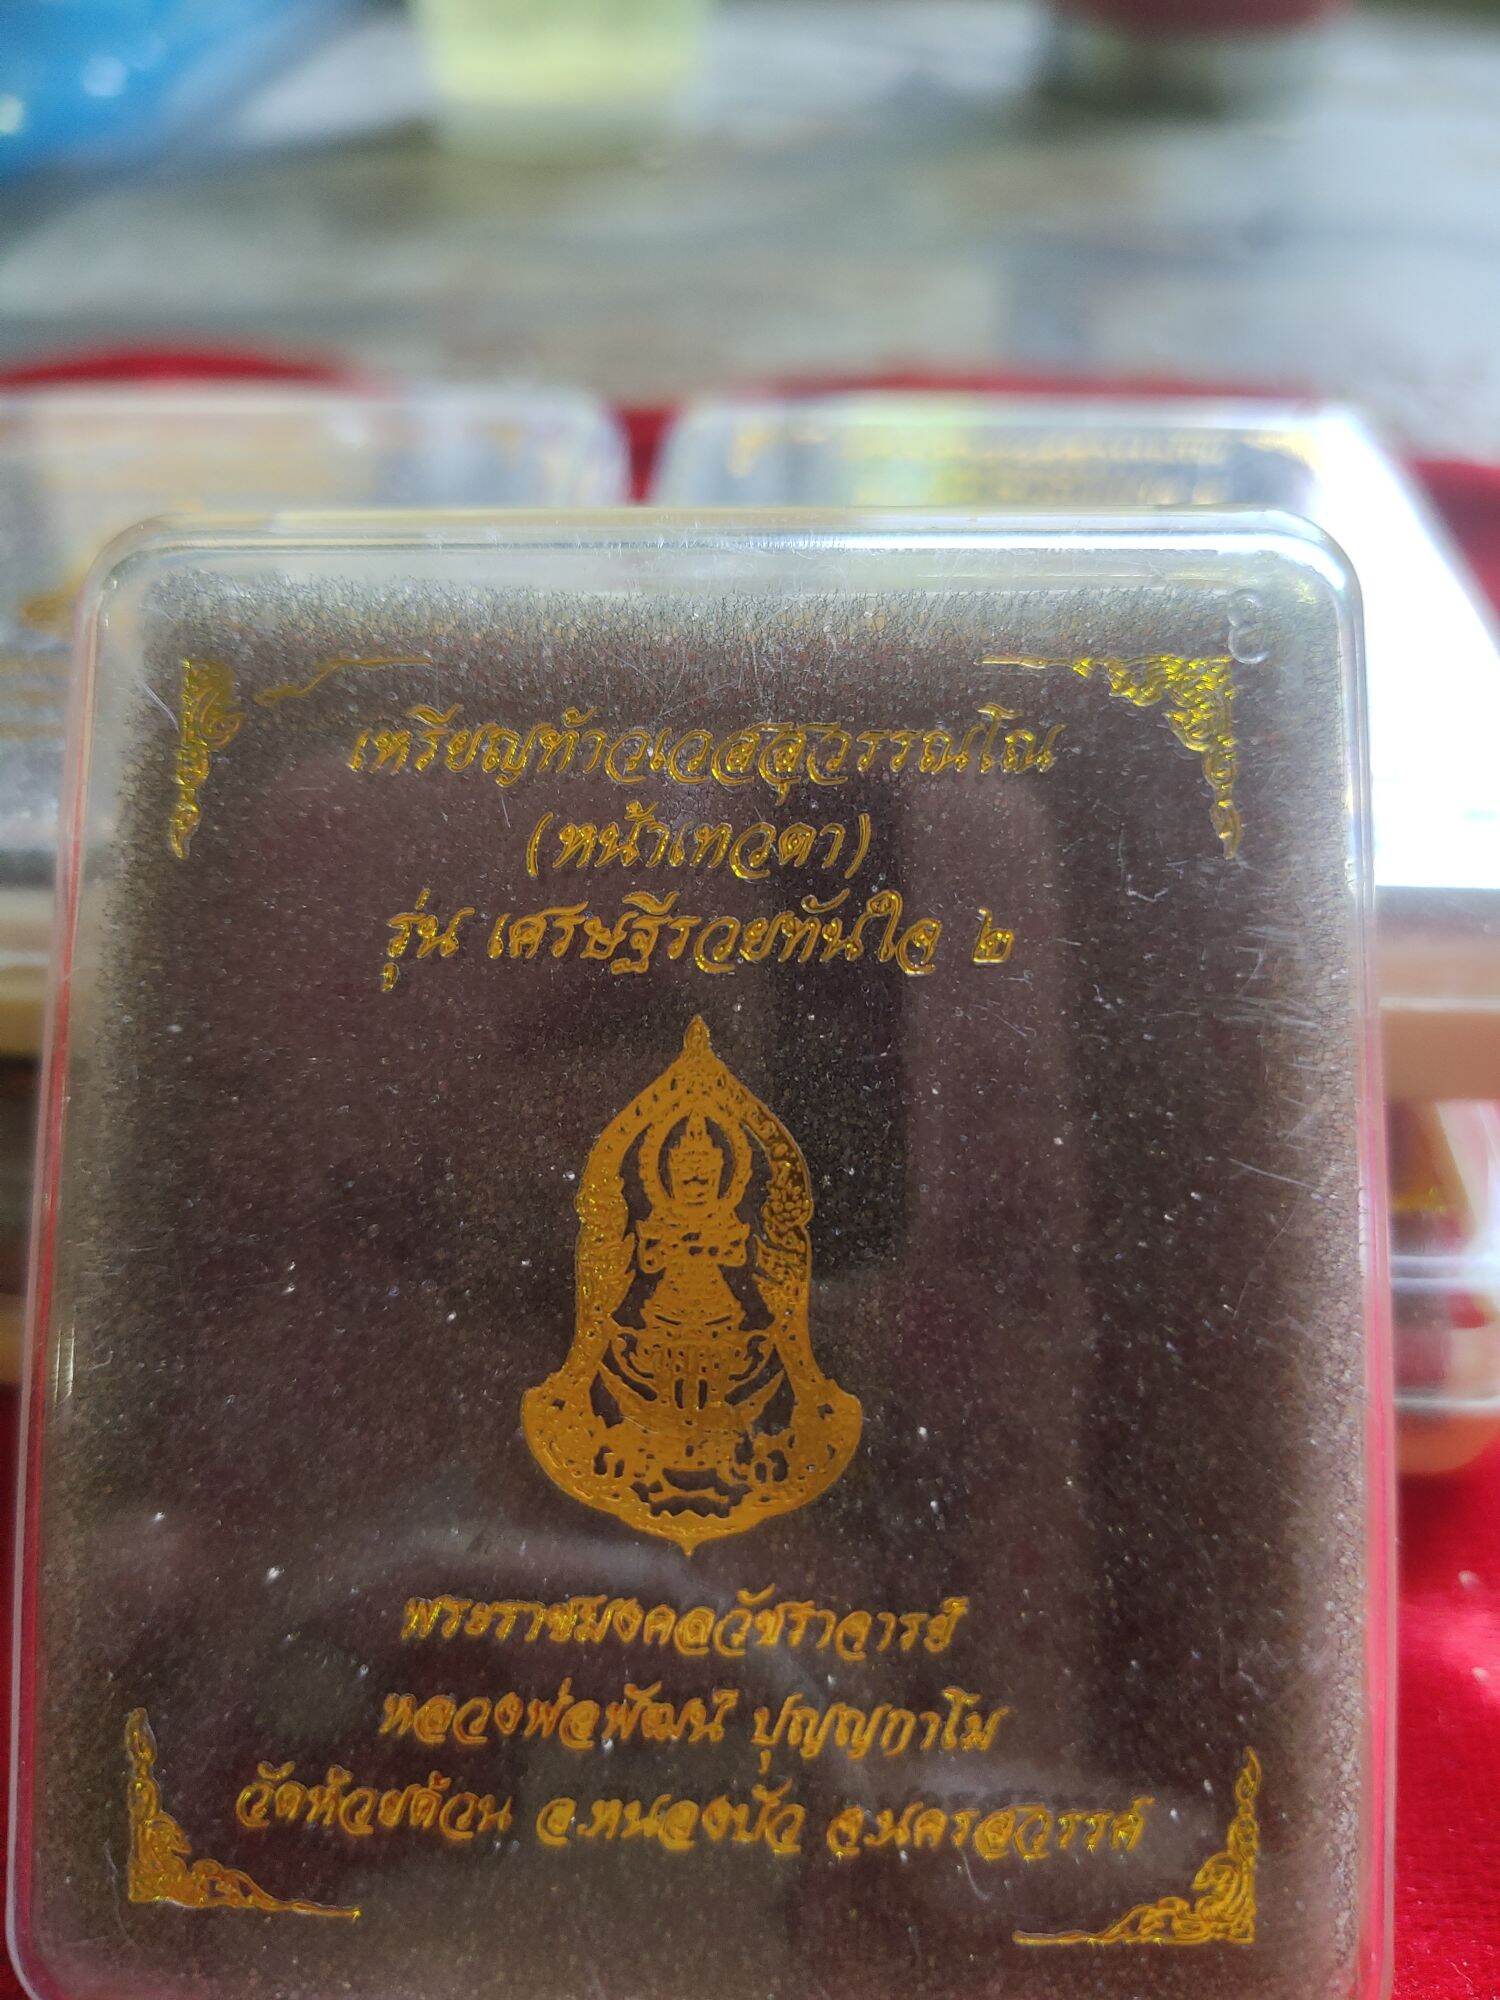 เหรียญท้าวเวสสุวรรณโณ
(หน้าเทวดา)
รุ่น เศรษฐีรวยทันใจ ๒
พระราชมงคลวัชราจารย์
หลวงพ่อพัฒน์ ปุญญกาโม
วัดห้วยด้วน อ.หนองบัว จ.นครสวรรค์